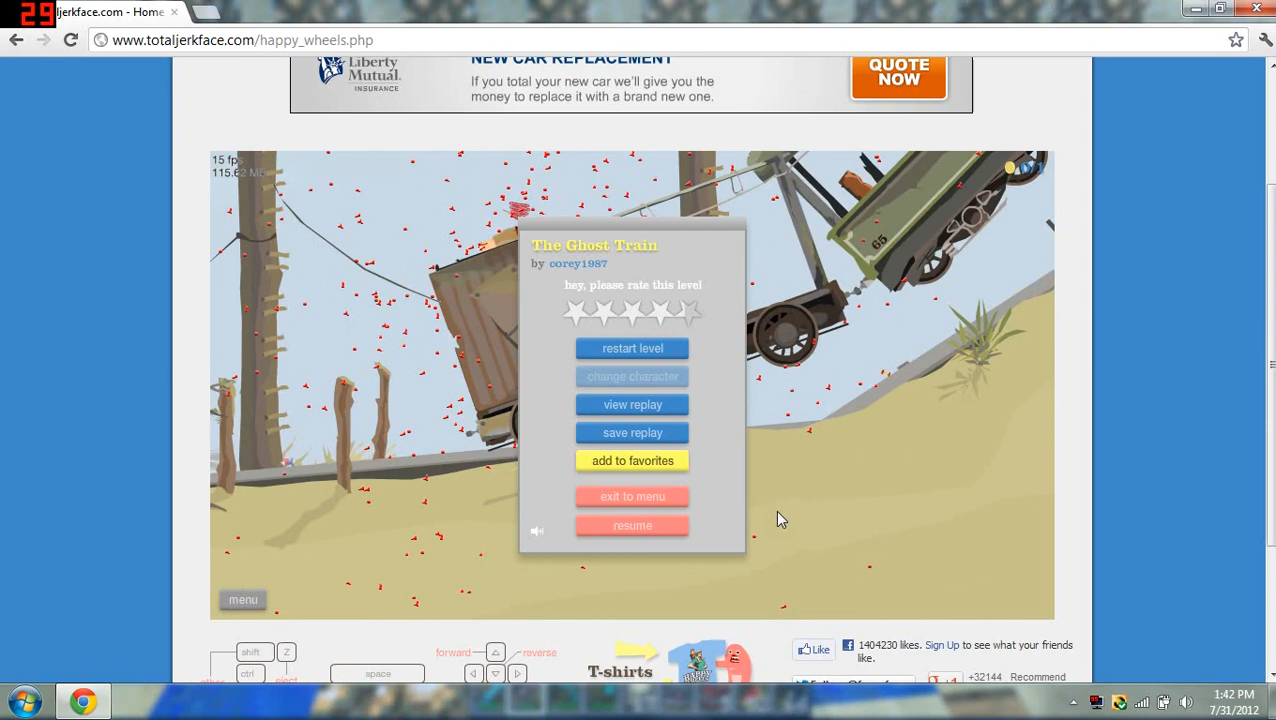 29
jerkface.com - Home
www.totaljerkface.com/happy_wheels.php
Liberty
Mutual
INSURANCE
NEW CAR REPLACEMENT
If you total your new car we'll give you the
money to replace it with a brand new one.
QUOTE
NOW
15 fps
65
The Ghost Train
by corey1987
hey, please rate this level
restart level
change character
view replay
save replay
add to favorites
exit to menu
resume
menu
shift Z
ctrl eject
space
forward reverse
T-shirts
Like
1404230 likes. Sign Up to see what your friends
like.
+32144 Recommend
1:42 PM
7/31/2012